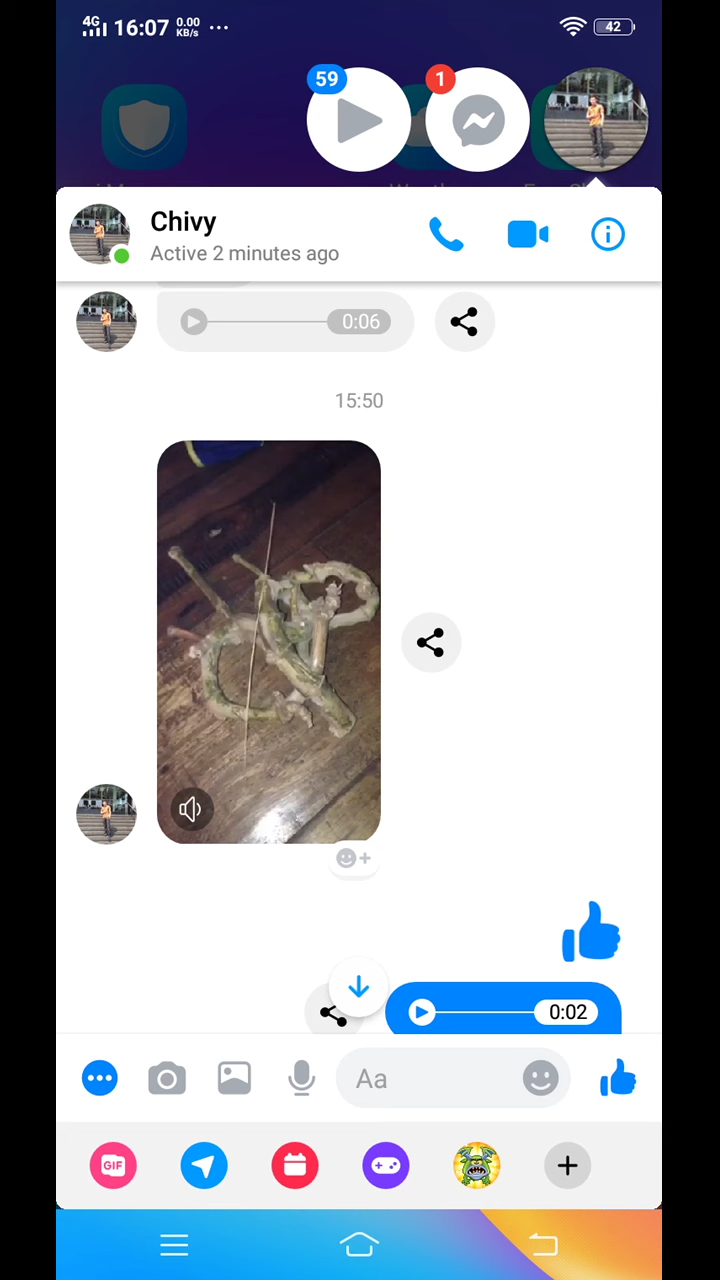 4G 16:07 0.00 KB/s ... 42
59 1
Chivy
Active 2 minutes ago
0:06
15:50
0:02
Aa
GIF